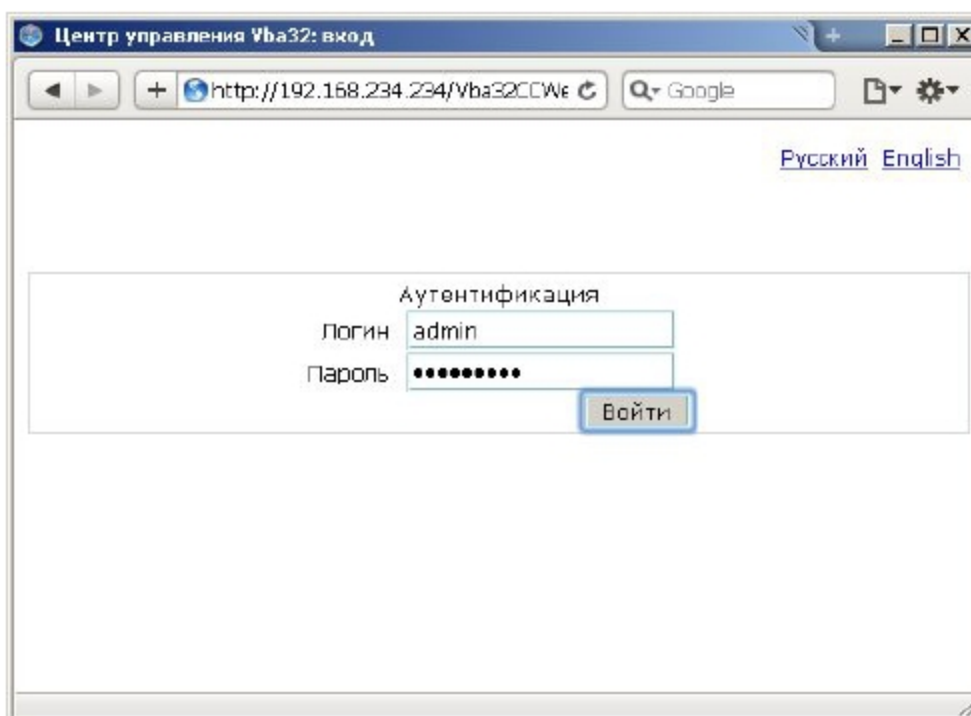 Центр управления Vba32: вход
http://192.168.234.234/Vba32CCWe
Google
Русский English
Аутентификация
Логин admin
Пароль •••••••••
Войти